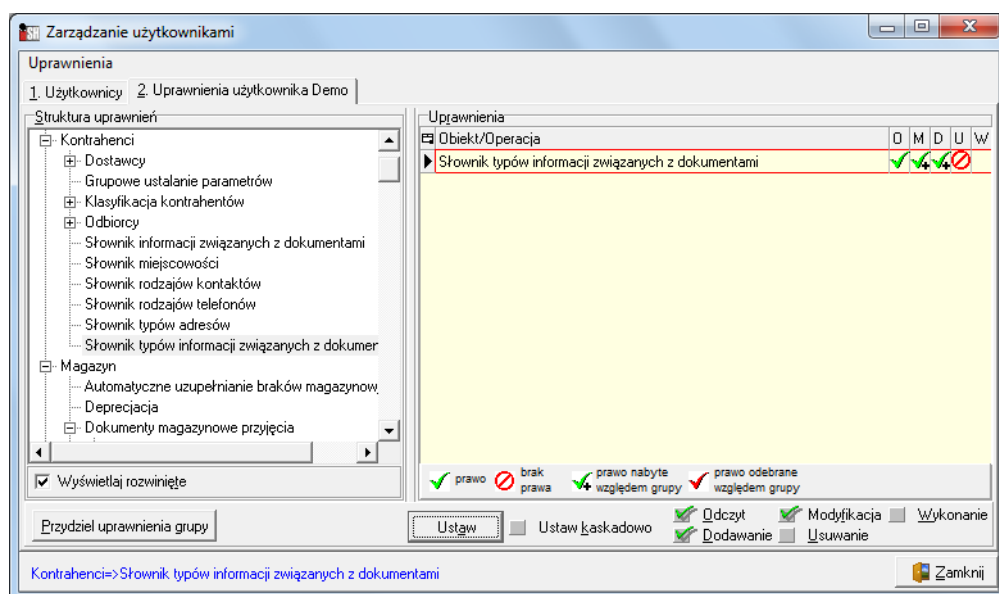 Zarządzanie użytkownikami
Uprawnienia
1. Użytkownicy
2. Uprawnienia użytkownika Demo
Struktura uprawnień
Kontrahenci
Dostawcy
Grupowe ustalanie parametrów
Klasyfikacja kontrahentów
Odbiorcy
Słownik informacji związanych z dokumentami
Słownik miejscowości
Słownik rodzajów kontaktów
Słownik rodzajów telefonów
Słownik typów adresów
Słownik typów informacji związanych z dokumer
Magazyn
Automatyczne uzupełnianie braków magazynow
Deprecjacja
Dokumenty magazynowe przyjęcia
Wyświetlaj rozwinięte
Przydziel uprawnienia grupy
Uprawnienia
Obiekt/Operacja O M D U W
Słownik typów informacji związanych z dokumentami
prawo
brak prawa
prawo nabyte względem grupy
prawo odebrane względem grupy
Ustaw
Ustaw kaskadowo
Odczyt Modyfikacja Wykonanie
Dodawanie Usuwanie
Kontrahenci=>Słownik typów informacji związanych z dokumentami
Zamknij